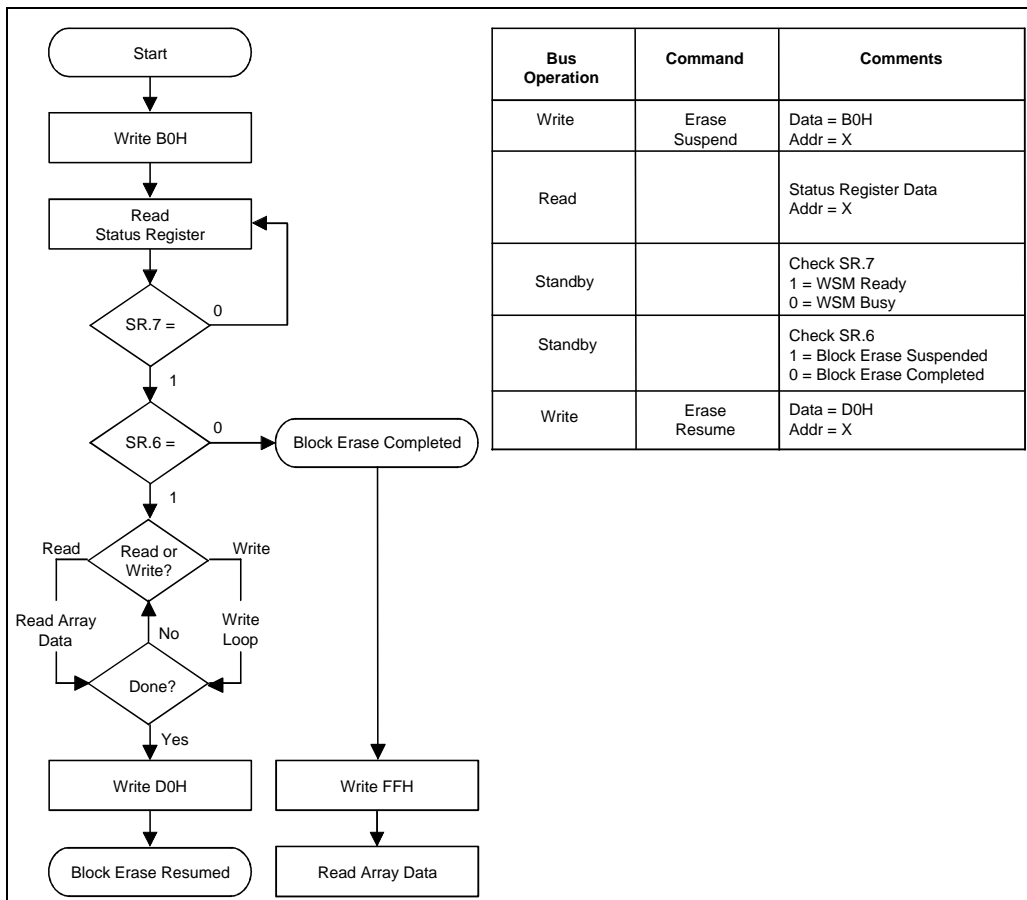 Start
Write B0H
Read
Status Register
0
SR.7 =
1
0
SR.6 =
Block Erase Completed
1
Read
Read or
Write?
Write
Read Array
Data
No
Write
Loop
Done?
Yes
Write D0H
Write FFH
Block Erase Resumed
Read Array Data
Bus
Operation
Command
Comments
Write
Erase
Suspend
Data = B0H
Addr = X
Read
Status Register Data
Addr = X
Standby
Check SR.7
1 = WSM Ready
0 = WSM Busy
Standby
Check SR.6
1 = Block Erase Suspended
0 = Block Erase Completed
Write
Erase
Resume
Data = D0H
Addr = X